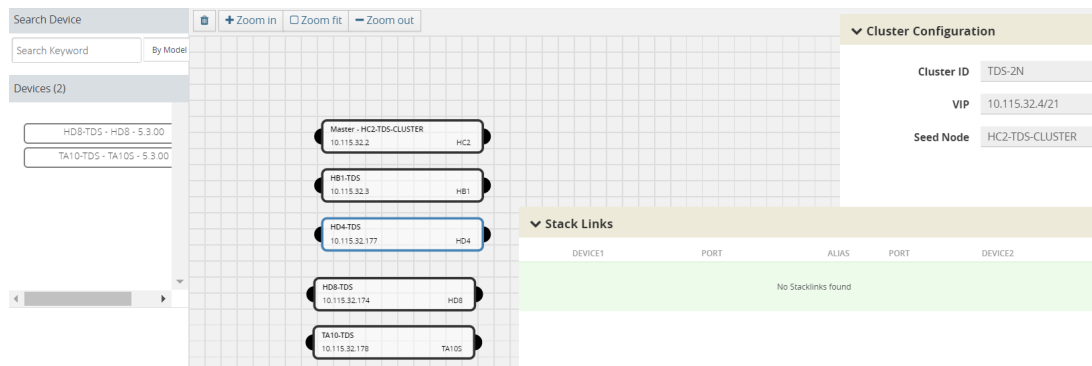 Search Device
Search Keyword
By Model
Devices (2)
HD8-TDS - HD8 - 5.3.00
TA10-TDS - TA10S - 5.3.00
Zoom in
Zoom fit
Zoom out
Master - HC2-TDS-CLUSTER
10.115.32.2 HC2
HB1-TDS
10.115.32.3 HB1
HD4-TDS
10.115.32.177 HD4
HD8-TDS
10.115.32.174 HD8
TA10-TDS
10.115.32.178 TA10S
Cluster Configuration
Cluster ID TDS-2N
VIP 10.115.32.4/21
Seed Node HC2-TDS-CLUSTER
Stack Links
DEVICE1 PORT ALIAS PORT DEVICE2
No Stacklinks found